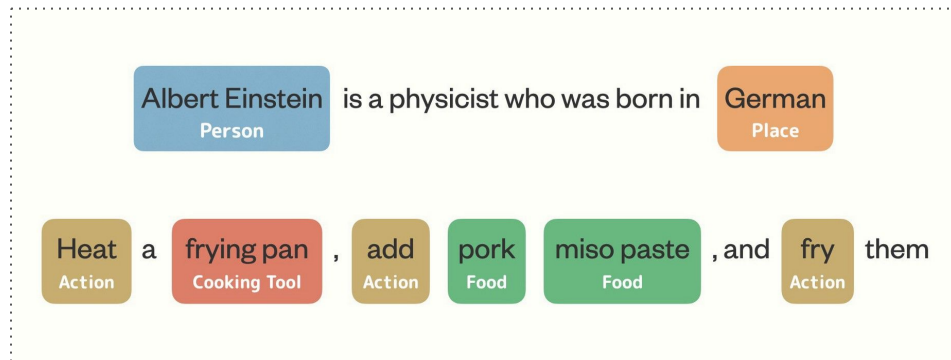 Albert Einstein is a physicist who was born in German
Person Place
Heat a frying pan , add pork miso paste , and fry them
Action Cooking Tool Action Food Food Action